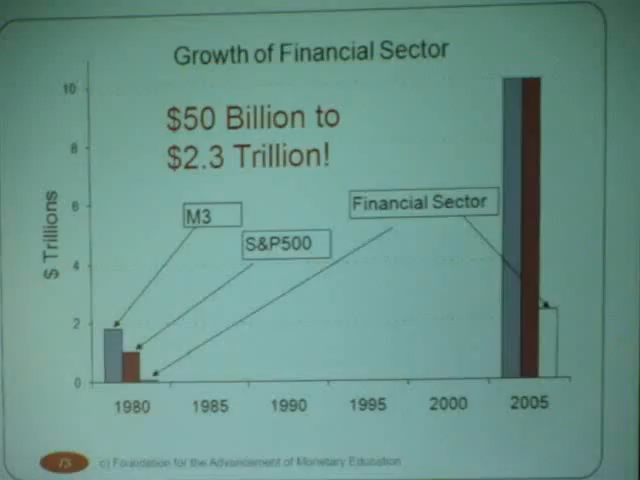 Growth of Financial Sector
$50 Billion to
$2.3 Trillion!
$ Trillions
10
8
6
4
2
0
M3
S&P500
Financial Sector
1980 1985 1990 1995 2000 2005
73
c) Foundation for the Advancement of Monetary Education